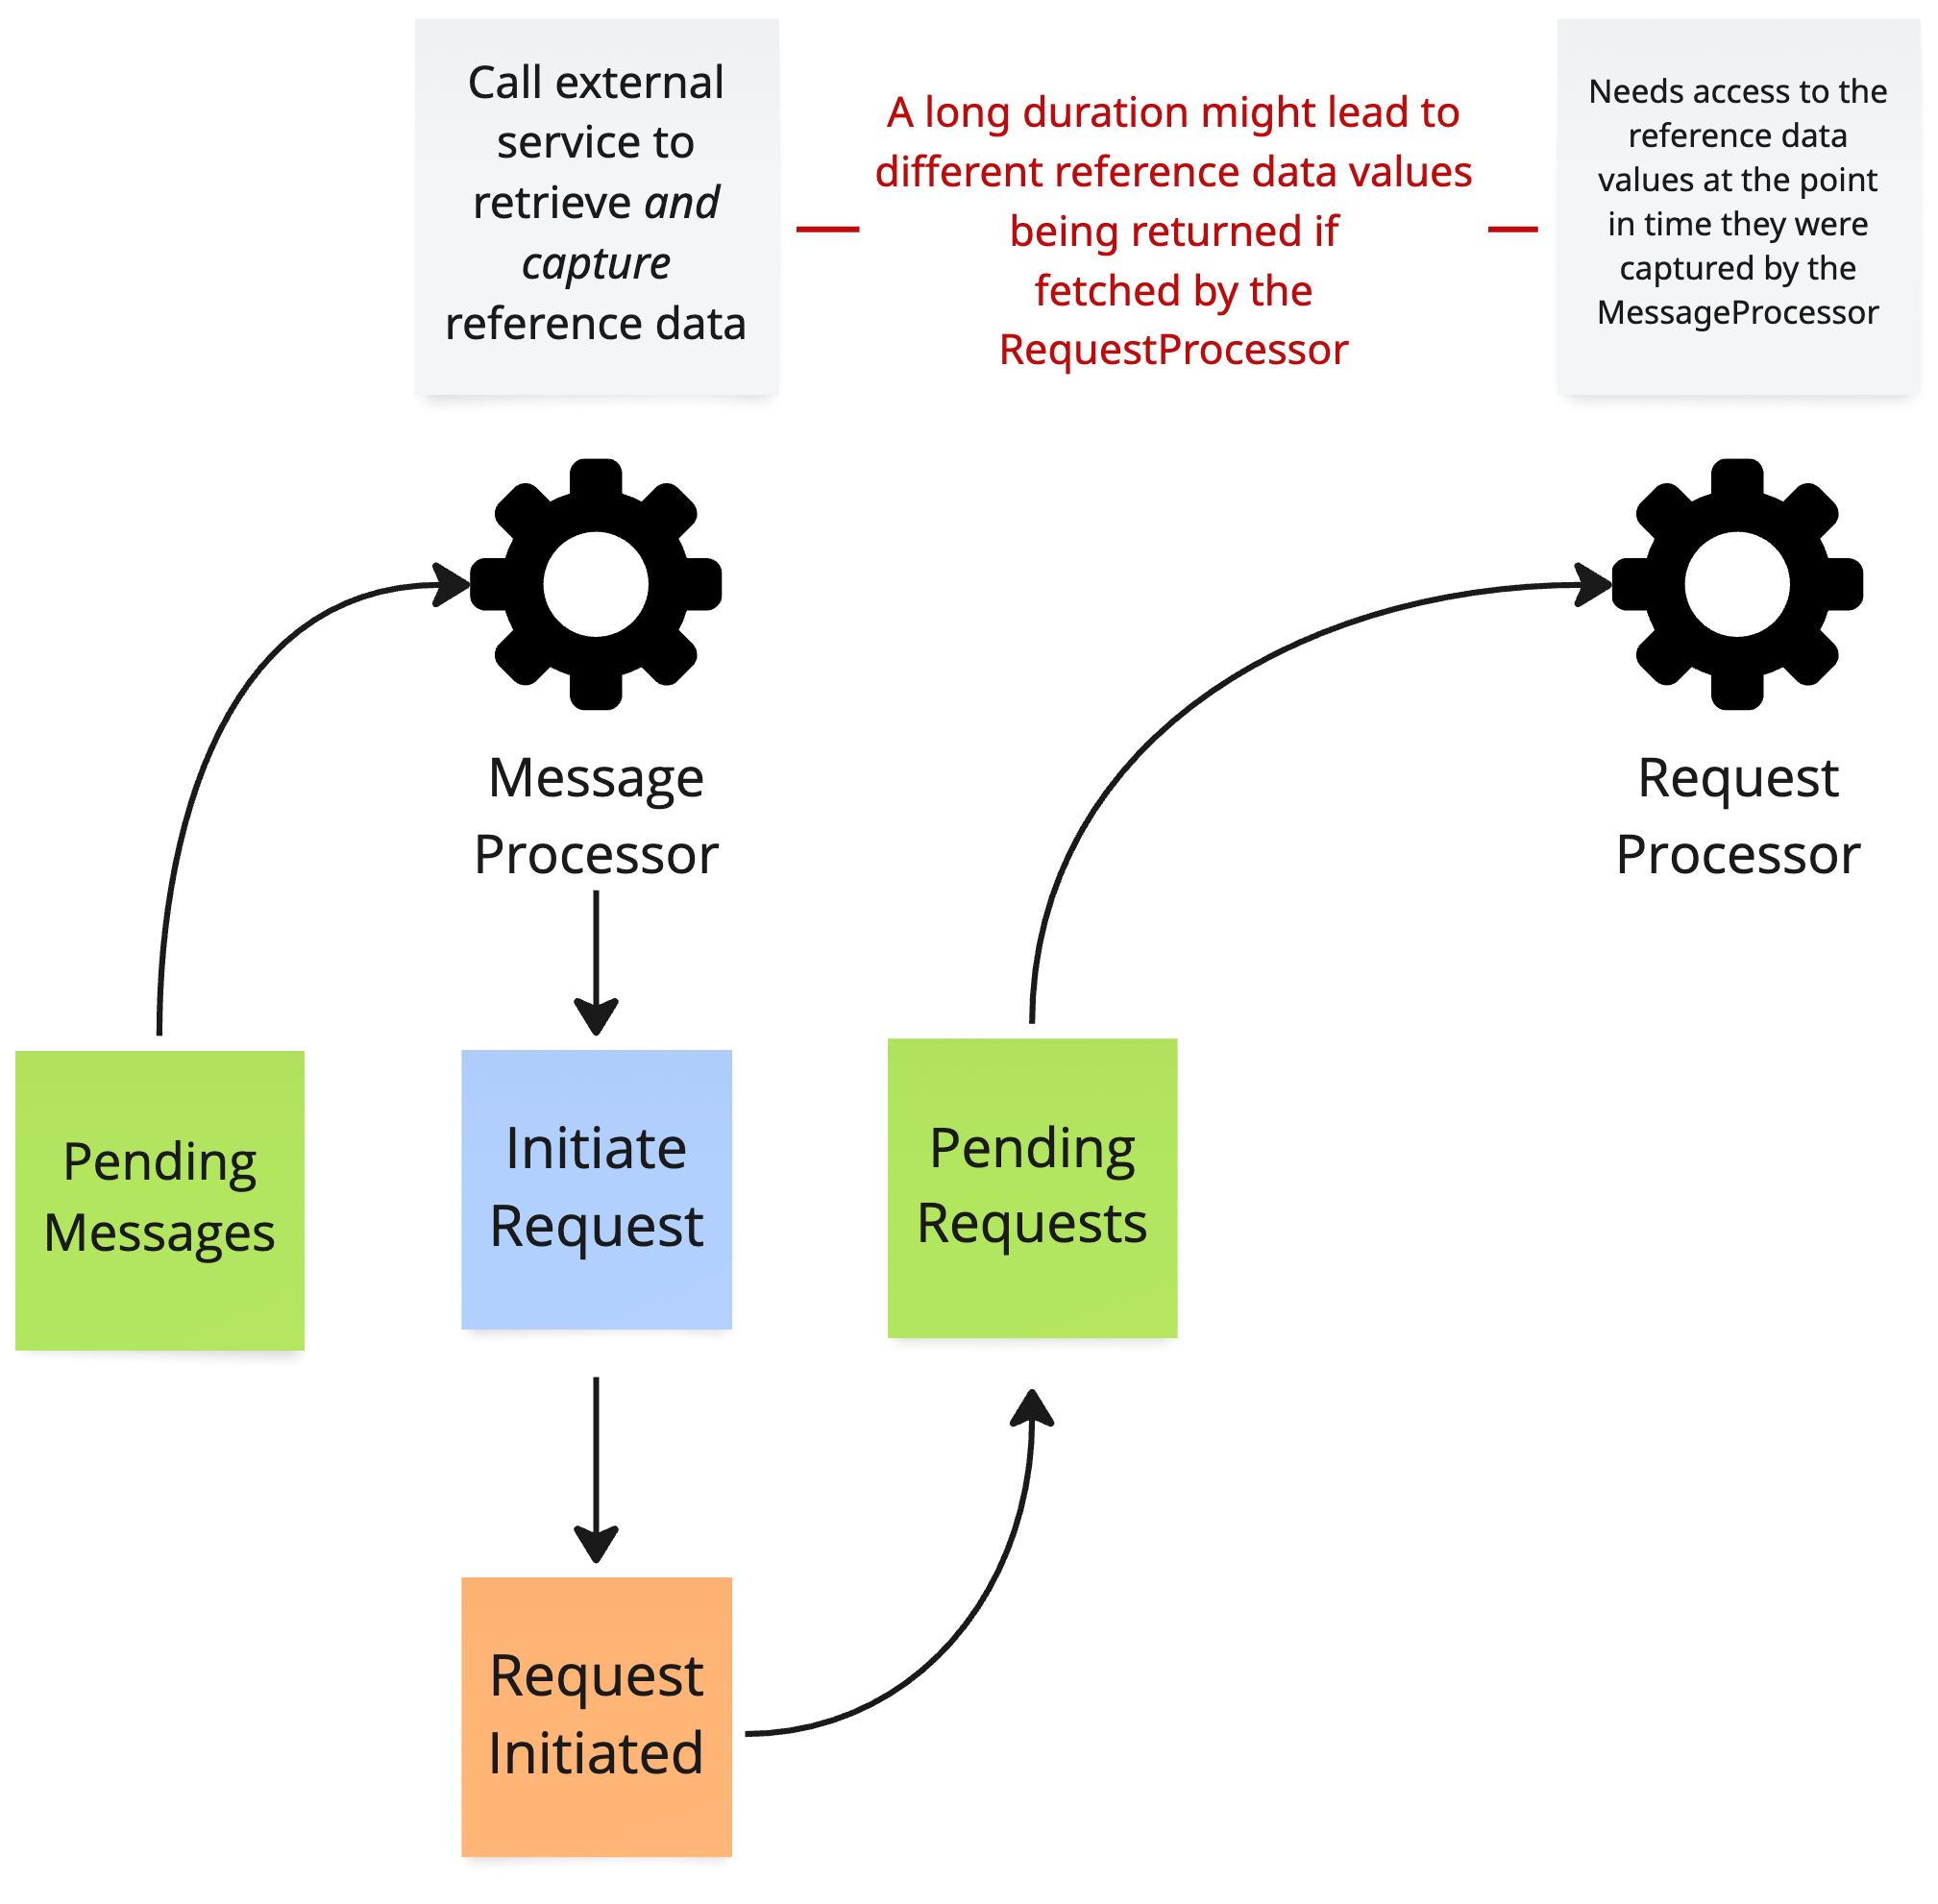 Call external
service to
retrieve and
capture
reference data
A long duration might lead to
different reference data values
being returned if
fetched by the
RequestProcessor
Needs access to the
reference data
values at the point
in time they were
captured by the
MessageProcessor
Message
Processor
Request
Processor
Pending
Messages
Initiate
Request
Pending
Requests
Request
Initiated